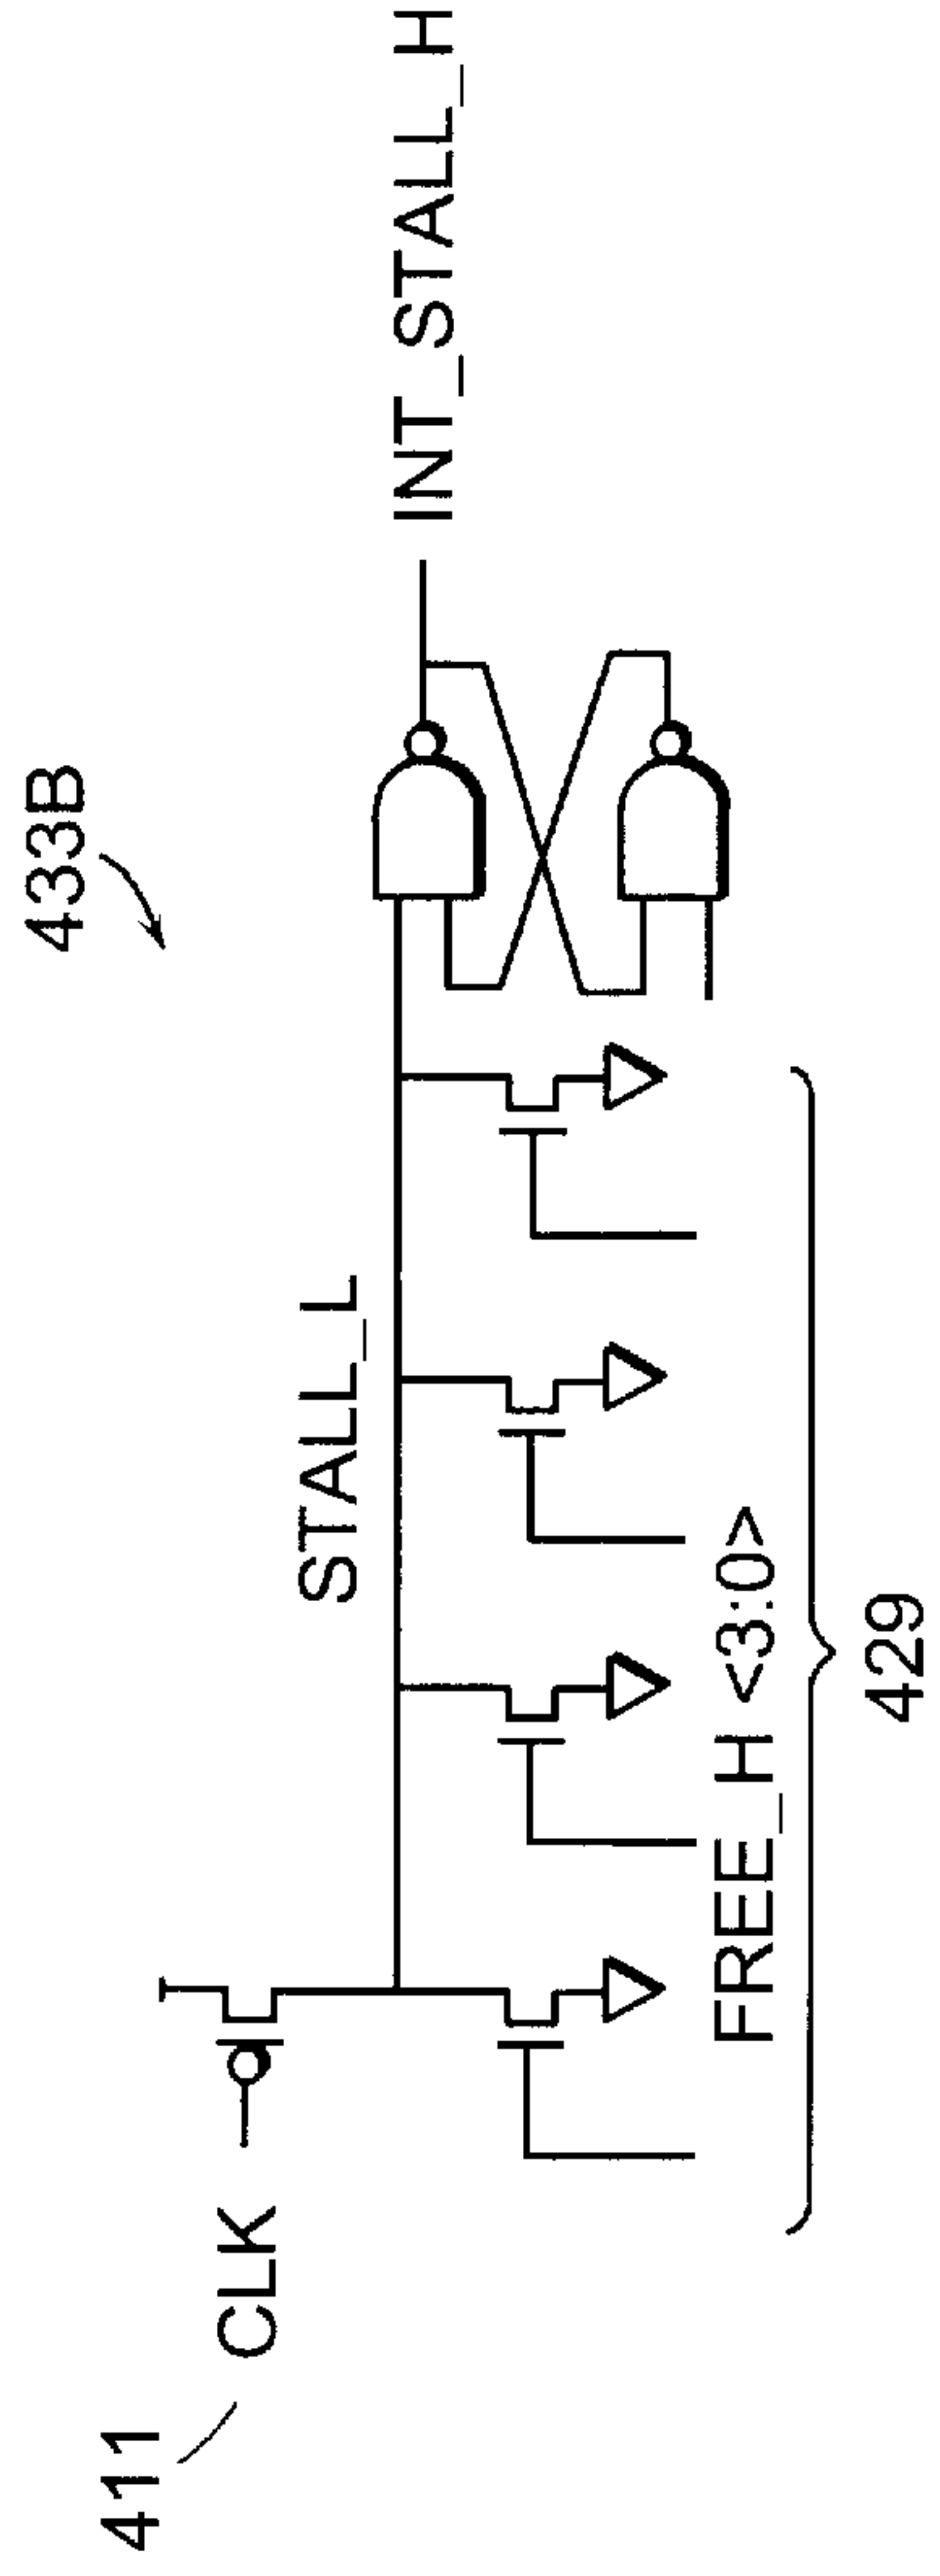 433B
411
CLK
STALL_L
INT_STALL_H
FREE_H <3:0>
429